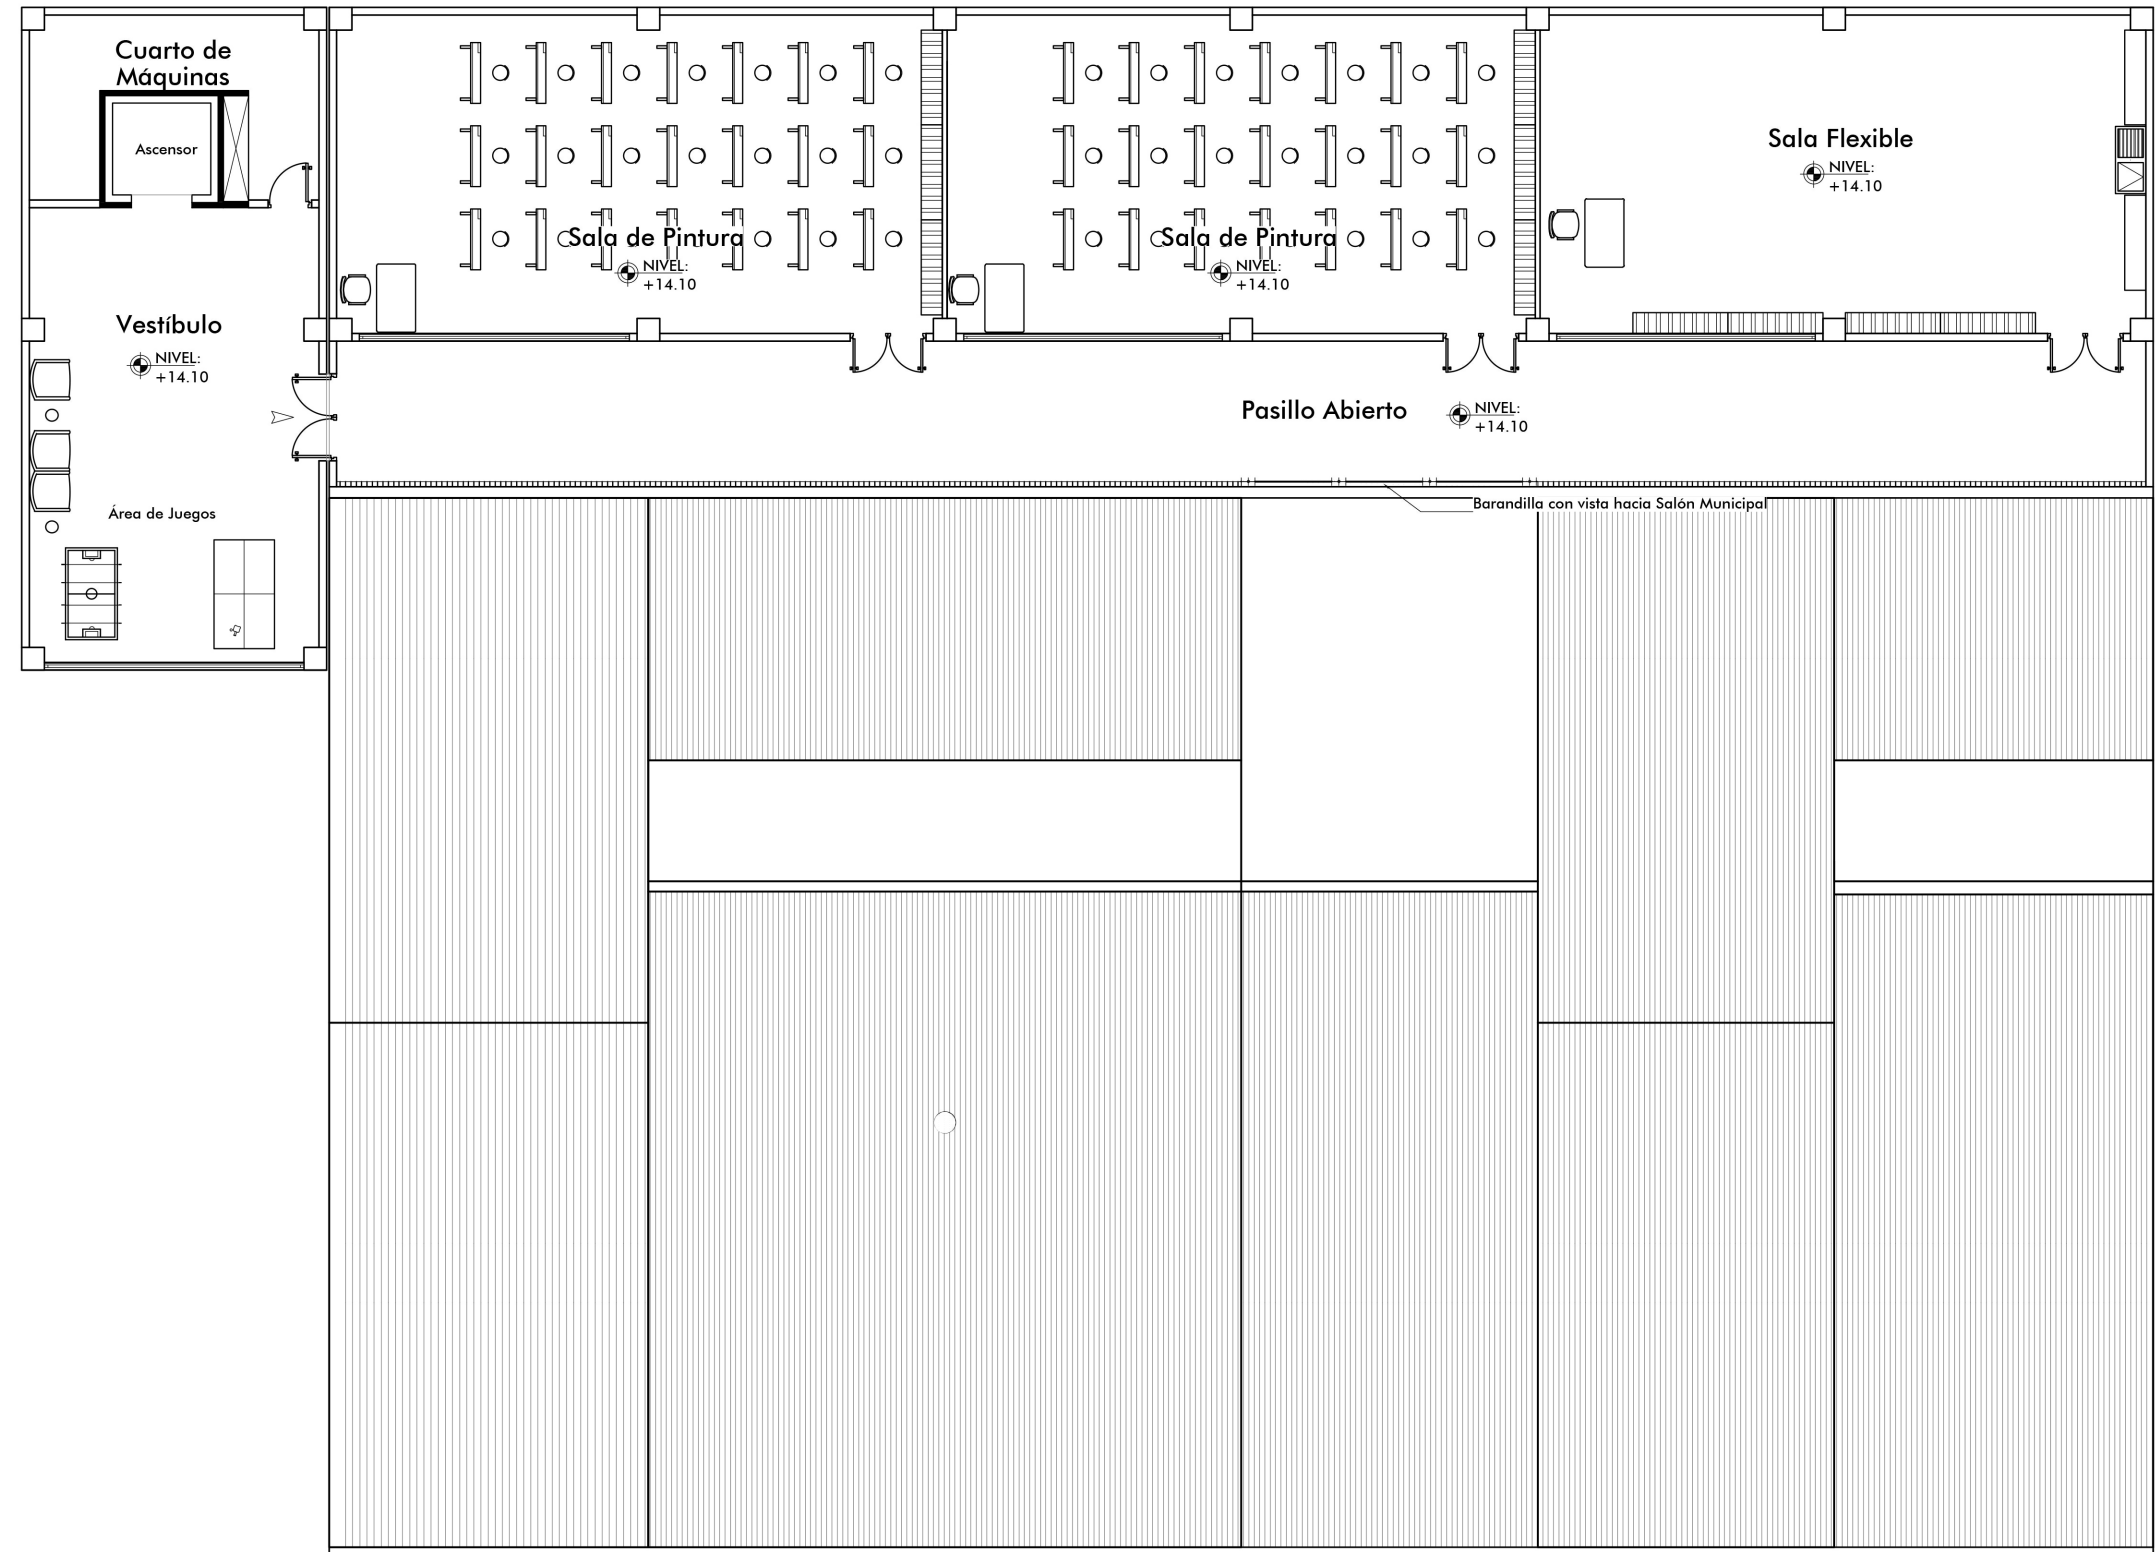 Cuarto de
Máquinas
Ascensor
Sala Flexible
NIVEL:
+14.10
Sala de Pintura
NIVEL:
+14.10
Sala de Pintura
NIVEL:
+14.10
Vestíbulo
NIVEL:
+14.10
Pasillo Abierto
NIVEL:
+14.10
Barandilla con vista hacia Salón Municipal
Área de Juegos